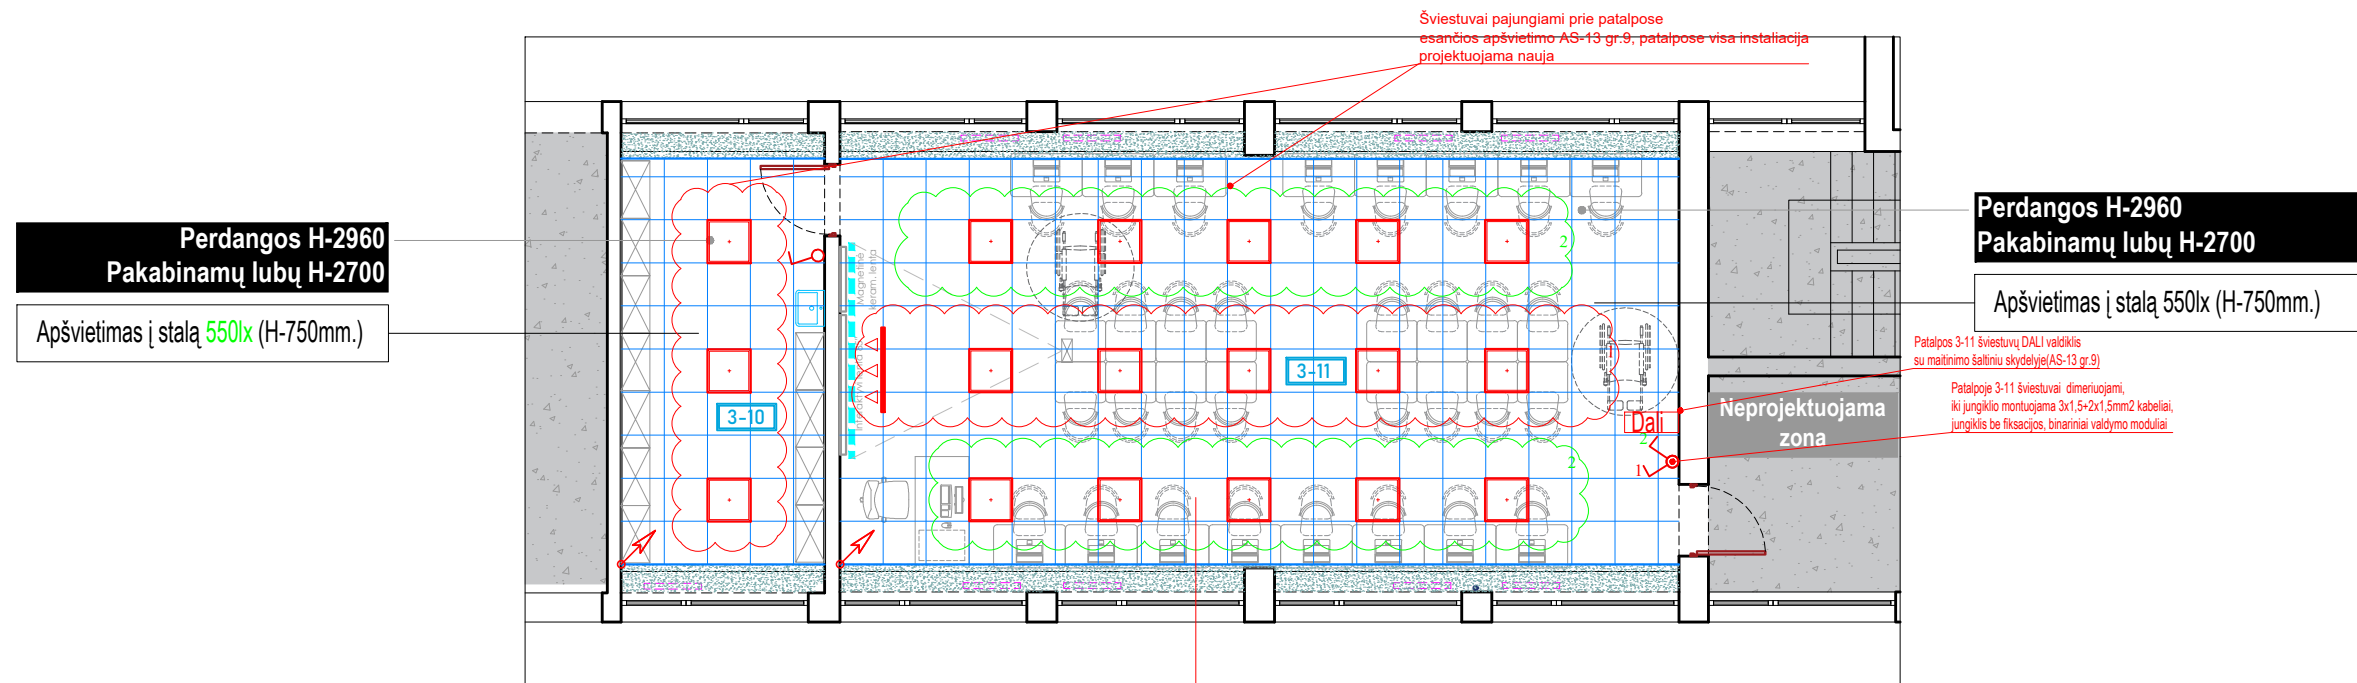 Šviestuvai pajungiami prie patalpose
esančios apšvietimo AS-13 gr.9, patalpose visa instaliacija
projektuojama nauja
Perdangos H-2960
Pakabinamų lubų H-2700
Apšvietimas į stalą 550lx (H-750mm.)
Perdangos H-2960
Pakabinamų lubų H-2700
Apšvietimas į stalą 550lx (H-750mm.)
Patalpos 3-11 šviestuvų DALI valdiklis
su maitinimo šaltiniu skydelyje(AS-13 gr.9)
Patalpoje 3-11 šviestuvai dimeriuojami,
iki jungiklio montuojama 3x1,5+2x1,5mm2 kabeliai,
jungiklis be fiksacijos, binariniai valdymo moduliai
Neprojektuojama
zona
Magnetinė
keram. lenta
3-10
3-11
2
2
Dali
2
1